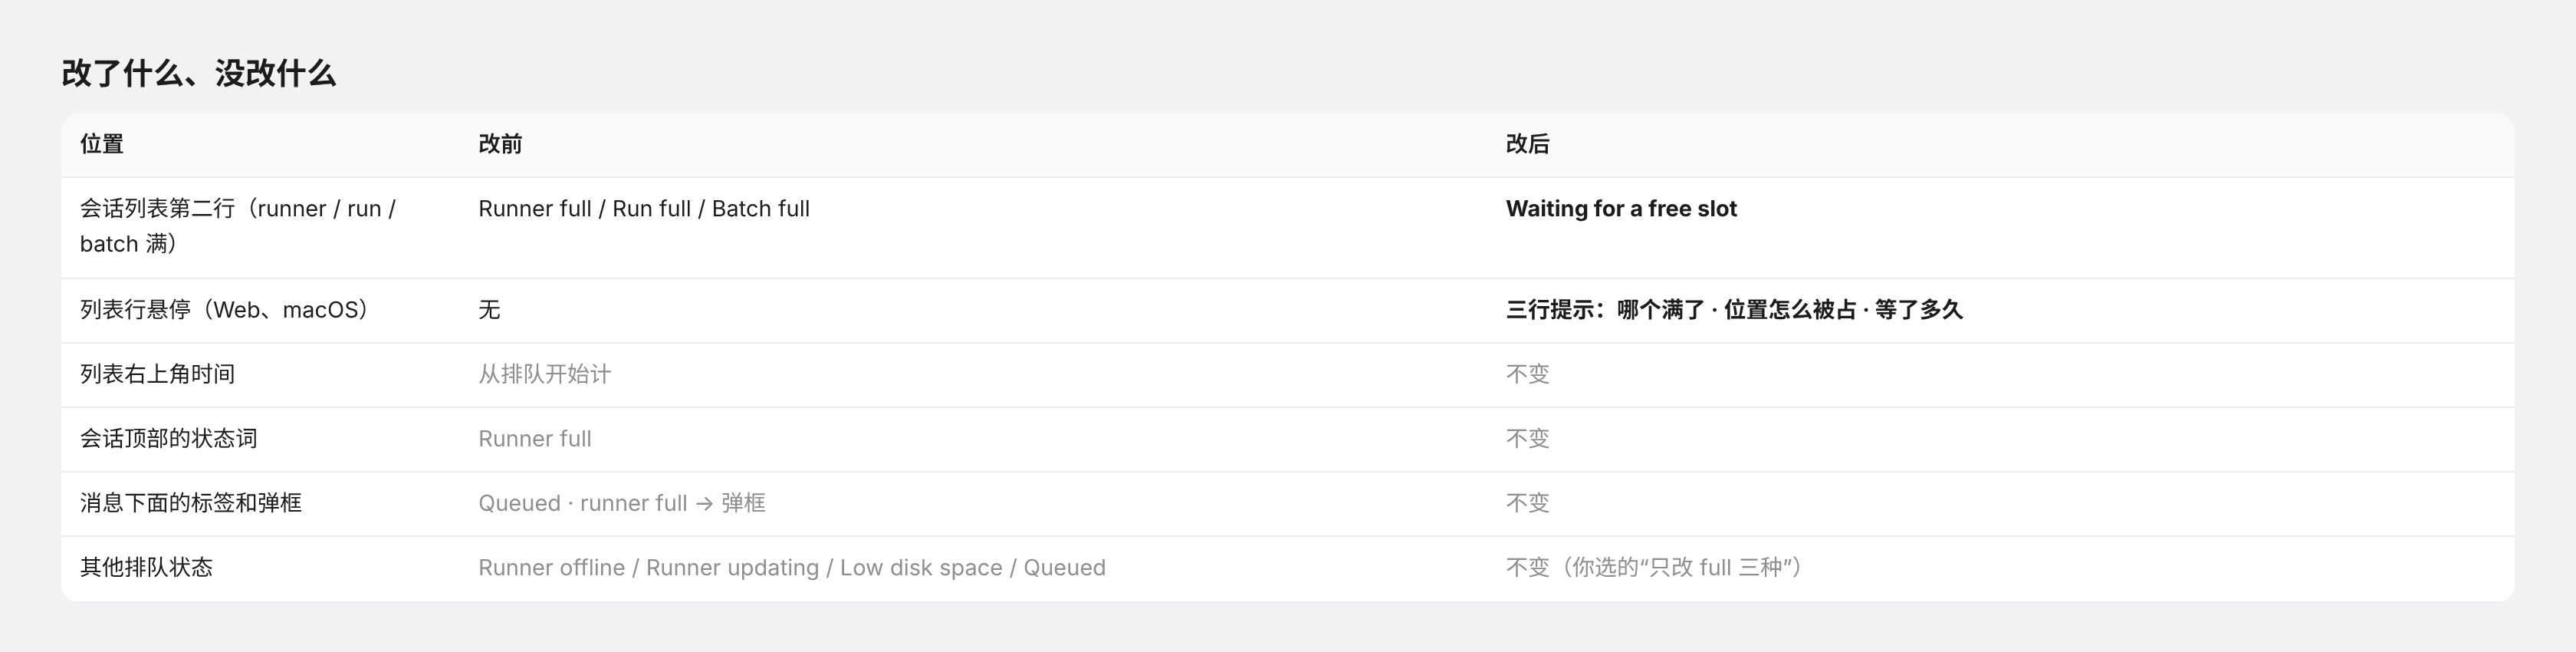 改了什么、没改什么
位置 改前 改后
会话列表第二行（runner / run / batch 满） Runner full / Run full / Batch full Waiting for a free slot
列表行悬停（Web、macOS） 无 三行提示：哪个满了 · 位置怎么被占 · 等了多久
列表右上角时间 从排队开始计 不变
会话顶部的状态词 Runner full 不变
消息下面的标签和弹框 Queued · runner full → 弹框 不变
其他排队状态 Runner offline / Runner updating / Low disk space / Queued 不变（你选的“只改 full 三种”）